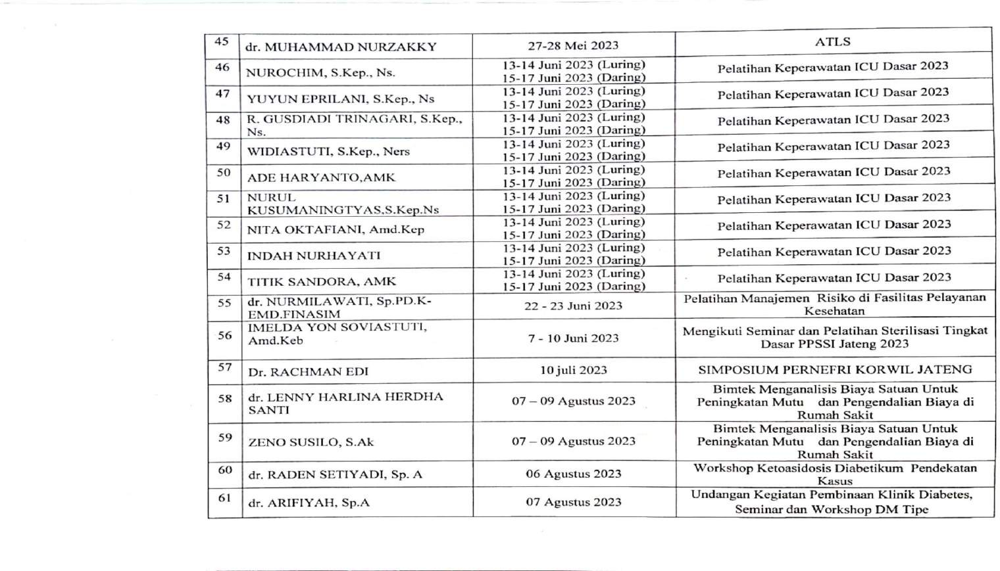 45 dr. MUHAMMAD NURZAKKY 27-28 Mei 2023 ATLS
46 NUROCHIM, S.Kep., Ns. 13-14 Juni 2023 (Luring) Pelatihan Keperawatan ICU Dasar 2023
15-17 Juni 2023 (Daring)
47 YUYUN EPRILANI, S.Kep., Ns 13-14 Juni 2023 (Luring) Pelatihan Keperawatan ICU Dasar 2023
15-17 Juni 2023 (Daring)
48 R. GUSDIADI TRINAGARI, S.Kep., 13-14 Juni 2023 (Luring) Pelatihan Keperawatan ICU Dasar 2023
Ns. 15-17 Juni 2023 (Daring)
49 WIDIASTUTI, S.Kep., Ners 13-14 Juni 2023 (Luring) Pelatihan Keperawatan ICU Dasar 2023
15-17 Juni 2023 (Daring)
50 ADE HARYANTO,AMK 13-14 Juni 2023 (Luring) Pelatihan Keperawatan ICU Dasar 2023
15-17 Juni 2023 (Daring)
51 NURUL 13-14 Juni 2023 (Luring) Pelatihan Keperawatan ICU Dasar 2023
KUSUMANINGTYAS,S.Kep.Ns 15-17 Juni 2023 (Daring)
52 NITA OKTAFIANI, Amd.Kep 13-14 Juni 2023 (Luring) Pelatihan Keperawatan ICU Dasar 2023
15-17 Juni 2023 (Daring)
53 INDAH NURHAYATI 13-14 Juni 2023 (Luring) Pelatihan Keperawatan ICU Dasar 2023
15-17 Juni 2023 (Daring)
54 TITIK SANDORA, AMK 13-14 Juni 2023 (Luring) Pelatihan Keperawatan ICU Dasar 2023
15-17 Juni 2023 (Daring)
55 dr. NURMILAWATI, Sp.PD.K- 22 - 23 Juni 2023 Pelatihan Manajemen Risiko di Fasilitas Pelayanan
EMD.FINASIM Kesehatan
56 IMELDA YON SOVIASTUTI, 7 - 10 Juni 2023 Mengikuti Seminar dan Pelatihan Sterilisasi Tingkat
Amd.Keb Dasar PPSSI Jateng 2023
57 Dr. RACHMAN EDI 10 juli 2023 SIMPOSIUM PERNEFRI KORWIL JATENG
58 dr. LENNY HARLINA HERDHA 07 – 09 Agustus 2023 Bimtek Menganalisis Biaya Satuan Untuk
SANTI Peningkatan Mutu dan Pengendalian Biaya di
Rumah Sakit
59 ZENO SUSILO, S.Ak 07 – 09 Agustus 2023 Bimtek Menganalisis Biaya Satuan Untuk
Peningkatan Mutu dan Pengendalian Biaya di
Rumah Sakit
60 dr. RADEN SETIYADI, Sp. A 06 Agustus 2023 Workshop Ketoasidosis Diabetikum Pendekatan
Kasus
61 dr. ARIFIYAH, Sp.A 07 Agustus 2023 Undangan Kegiatan Pembinaan Klinik Diabetes,
Seminar dan Workshop DM Tipe